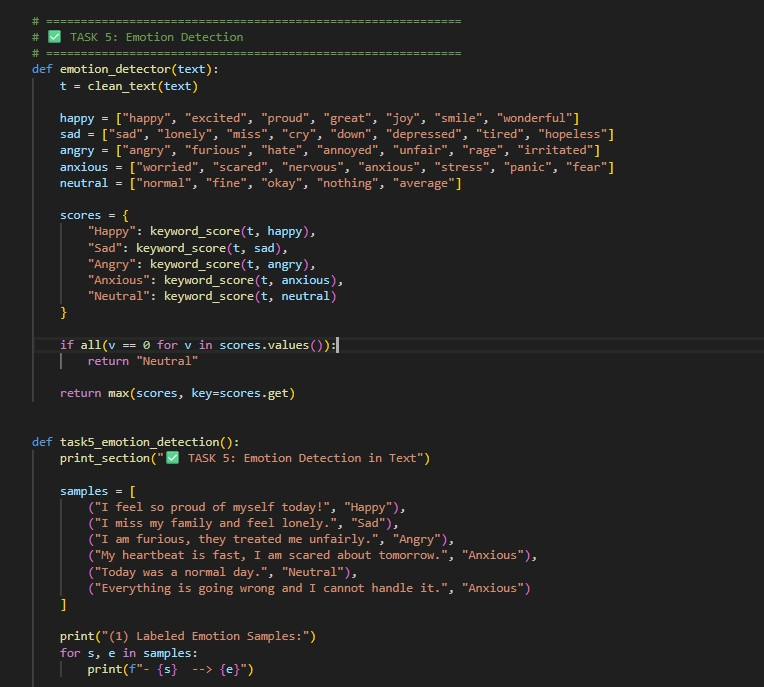 # ============================================================
# ✅ TASK 5: Emotion Detection
# ============================================================
def emotion_detector(text):
    t = clean_text(text)

    happy = ["happy", "excited", "proud", "great", "joy", "smile", "wonderful"]
    sad = ["sad", "lonely", "miss", "cry", "down", "depressed", "tired", "hopeless"]
    angry = ["angry", "furious", "hate", "annoyed", "unfair", "rage", "irritated"]
    anxious = ["worried", "scared", "nervous", "anxious", "stress", "panic", "fear"]
    neutral = ["normal", "fine", "okay", "nothing", "average"]

    scores = {
        "Happy": keyword_score(t, happy),
        "Sad": keyword_score(t, sad),
        "Angry": keyword_score(t, angry),
        "Anxious": keyword_score(t, anxious),
        "Neutral": keyword_score(t, neutral)
    }

    if all(v == 0 for v in scores.values()):
        return "Neutral"

    return max(scores, key=scores.get)


def task5_emotion_detection():
    print_section("✅ TASK 5: Emotion Detection in Text")

    samples = [
        ("I feel so proud of myself today!", "Happy"),
        ("I miss my family and feel lonely.", "Sad"),
        ("I am furious, they treated me unfairly.", "Angry"),
        ("My heartbeat is fast, I am scared about tomorrow.", "Anxious"),
        ("Today was a normal day.", "Neutral"),
        ("Everything is going wrong and I cannot handle it.", "Anxious")
    ]

    print("(1) Labeled Emotion Samples:")
    for s, e in samples:
        print(f"- {s}  --> {e}")